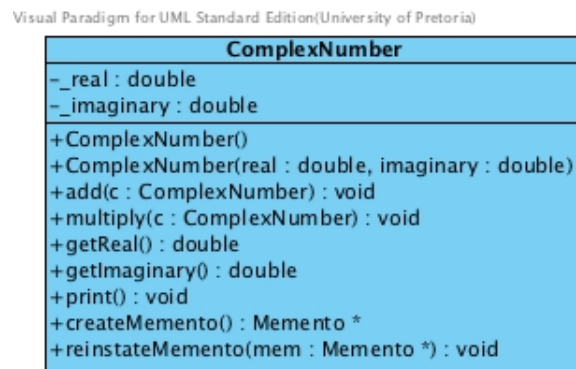 Visual Paradigm for UML Standard Edition(University of Pretoria)
ComplexNumber
-_real : double
-_imaginary : double
+ComplexNumber()
+ComplexNumber(real : double, imaginary : double)
+add(c : ComplexNumber) : void
+multiply(c : ComplexNumber) : void
+getReal() : double
+getImaginary() : double
+print() : void
+createMemento() : Memento *
+reinstateMemento(mem : Memento *) : void